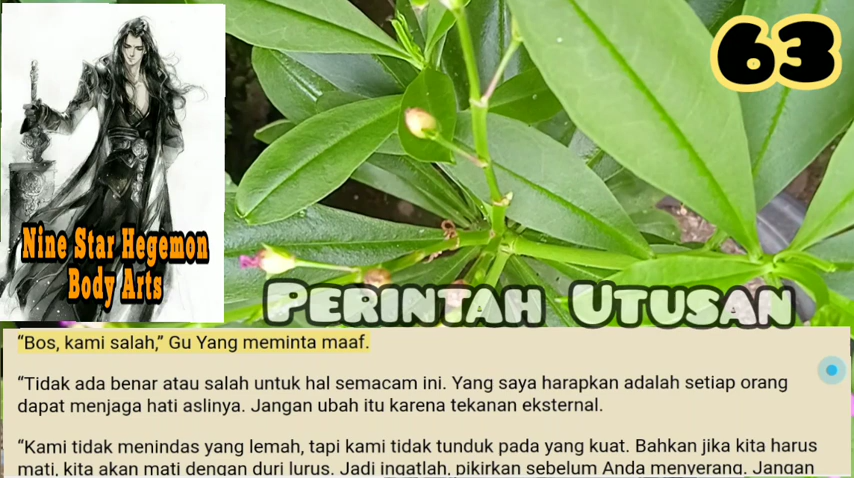 63
Nine Star Hegemon
Body Arts
PERINTAH UTUSAN
“Bos, kami salah,” Gu Yang meminta maaf.
“Tidak ada benar atau salah untuk hal semacam ini. Yang saya harapkan adalah setiap orang
dapat menjaga hati aslinya. Jangan ubah itu karena tekanan eksternal.
“Kami tidak menindas yang lemah, tapi kami tidak tunduk pada yang kuat. Bahkan jika kita harus
mati, kita akan mati dengan duri lurus. Jadi ingatlah, pikirkan sebelum Anda menyerang. Jangan